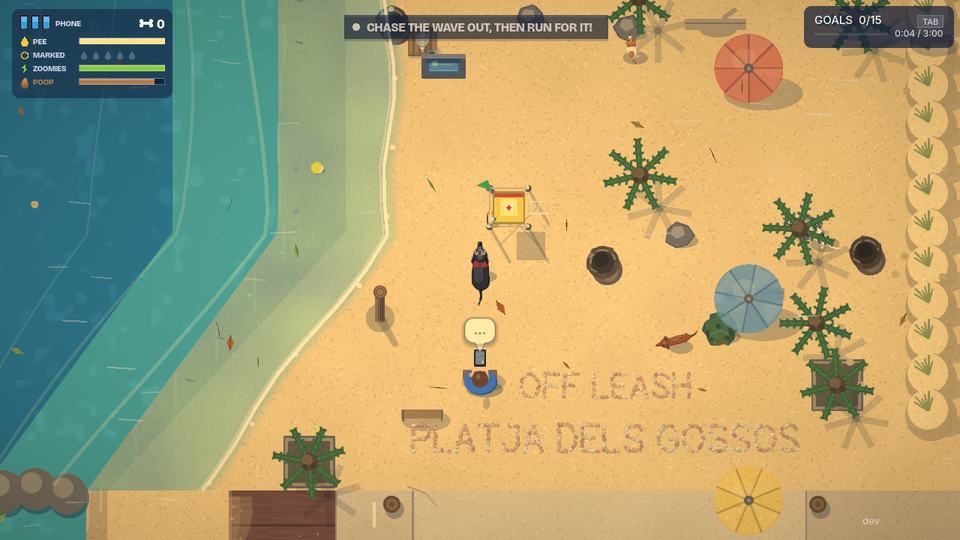 PHONE
0
PEE
MARKED
ZOOMIES
POOP
CHASE THE WAVE OUT, THEN RUN FOR IT!
GOALS 0/15
TAB
0:04 / 3:00
...
OFF LEASH
PLATJA DELS GOSSOS
dev